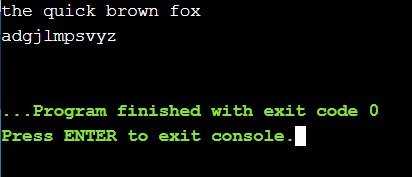 the quick brown fox
adgjlmpsvyz
...Program finished with exit code 0
Press ENTER to exit console.